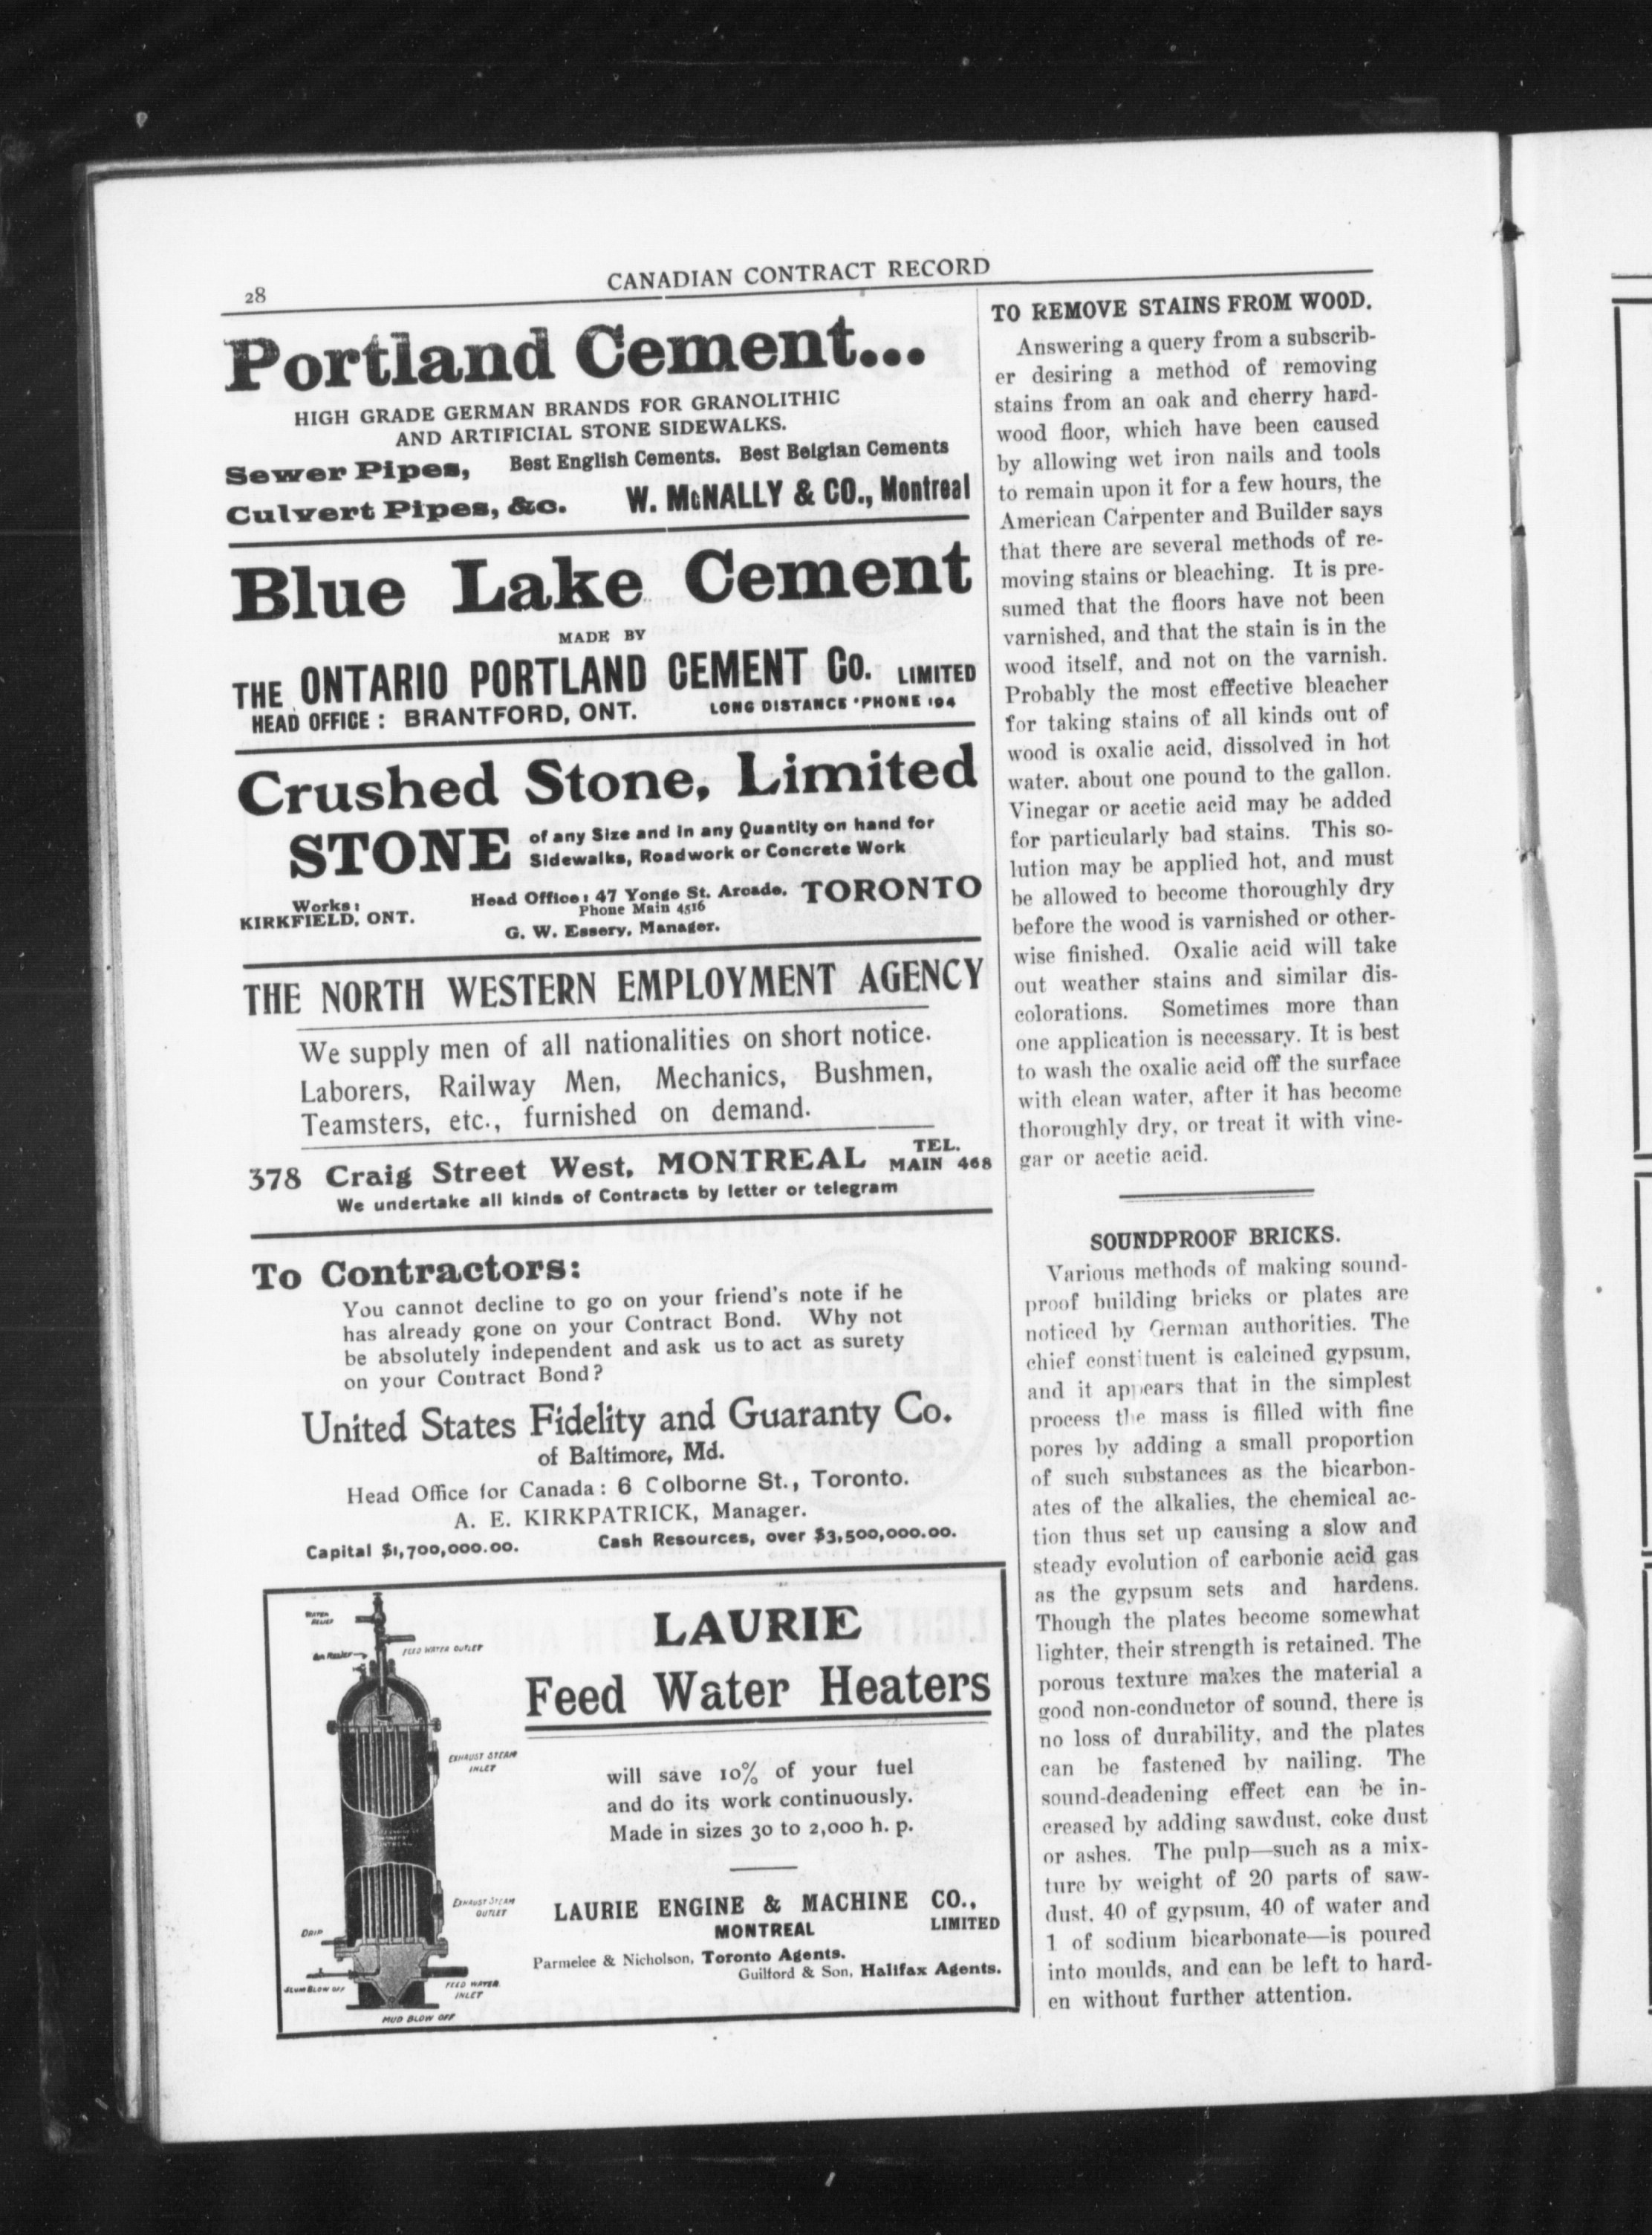 28
CANADIAN CONTRACT RECORD
Portland Cement...
HIGH GRADE GERMAN BRANDS FOR GRANOLITHIC
AND ARTIFICIAL STONE SIDEWALKS.
Sewer Pipes,
Culvert Pipes, &c.
Best English Cements. Best Belgian Cements
W. McNALLY & CO., Montreal
Blue Lake Cement
MADE BY
THE ONTARIO PORTLAND CEMENT Co. LIMITED
HEAD OFFICE : BRANTFORD, ONT. LONG DISTANCE 'PHONE 194
Crushed Stone, Limited
STONE
of any Size and in any Quantity on hand for
Sidewalks, Roadwork or Concrete Work
Works:
KIRKFIELD, ONT.
Head Office: 47 Yonge St. Arcade. TORONTO
Phone Main 4516
G. W. Essery, Manager.
THE NORTH WESTERN EMPLOYMENT AGENCY
We supply men of all nationalities on short notice.
Laborers, Railway Men, Mechanics, Bushmen,
Teamsters, etc., furnished on demand.
378 Craig Street West, MONTREAL
TEL.
MAIN 468
We undertake all kinds of Contracts by letter or telegram
To Contractors:
You cannot decline to go on your friend's note if he
has already gone on your Contract Bond. Why not
be absolutely independent and ask us to act as surety
on your Contract Bond?
United States Fidelity and Guaranty Co.
of Baltimore, Md.
Head Office for Canada: 6 Colborne St., Toronto.
A. E. KIRKPATRICK, Manager.
Capital $1,700,000.00. Cash Resources, over $3,500,000.00.
WATER
RELIEF
FEED WATER OUTLET
EXHAUST STEAM
INLET
EXHAUST STEAM
OUTLET
DRIP
FEED WATER
INLET
MUD BLOW OFF
LAURIE
Feed Water Heaters
will save 10% of your fuel
and do its work continuously.
Made in sizes 30 to 2,000 h. p.
LAURIE ENGINE & MACHINE CO.,
MONTREAL LIMITED
Parmelee & Nicholson, Toronto Agents.
Guilford & Son, Halifax Agents.
TO REMOVE STAINS FROM WOOD.
Answering a query from a subscrib-
er desiring a method of removing
stains from an oak and cherry hard-
wood floor, which have been caused
by allowing wet iron nails and tools
to remain upon it for a few hours, the
American Carpenter and Builder says
that there are several methods of re-
moving stains or bleaching. It is pre-
sumed that the floors have not been
varnished, and that the stain is in the
wood itself, and not on the varnish.
Probably the most effective bleacher
for taking stains of all kinds out of
wood is oxalic acid, dissolved in hot
water, about one pound to the gallon.
Vinegar or acetic acid may be added
for particularly bad stains. This so-
lution may be applied hot, and must
be allowed to become thoroughly dry
before the wood is varnished or other-
wise finished. Oxalic acid will take
out weather stains and similar dis-
colorations. Sometimes more than
one application is necessary. It is best
to wash the oxalic acid off the surface
with clean water, after it has become
thoroughly dry, or treat it with vine-
gar or acetic acid.
SOUNDPROOF BRICKS.
Various methods of making sound-
proof building bricks or plates are
noticed by German authorities. The
chief constituent is calcined gypsum,
and it appears that in the simplest
process the mass is filled with fine
pores by adding a small proportion
of such substances as the bicarbon-
ates of the alkalies, the chemical ac-
tion thus set up causing a slow and
steady evolution of carbonic acid gas
as the gypsum sets and hardens.
Though the plates become somewhat
lighter, their strength is retained. The
porous texture makes the material a
good non-conductor of sound, there is
no loss of durability, and the plates
can be fastened by nailing. The
sound-deadening effect can be in-
creased by adding sawdust, coke dust
or ashes. The pulp—such as a mix-
ture by weight of 20 parts of saw-
dust, 40 of gypsum, 40 of water and
1 of sodium bicarbonate—is poured
into moulds, and can be left to hard-
en without further attention.